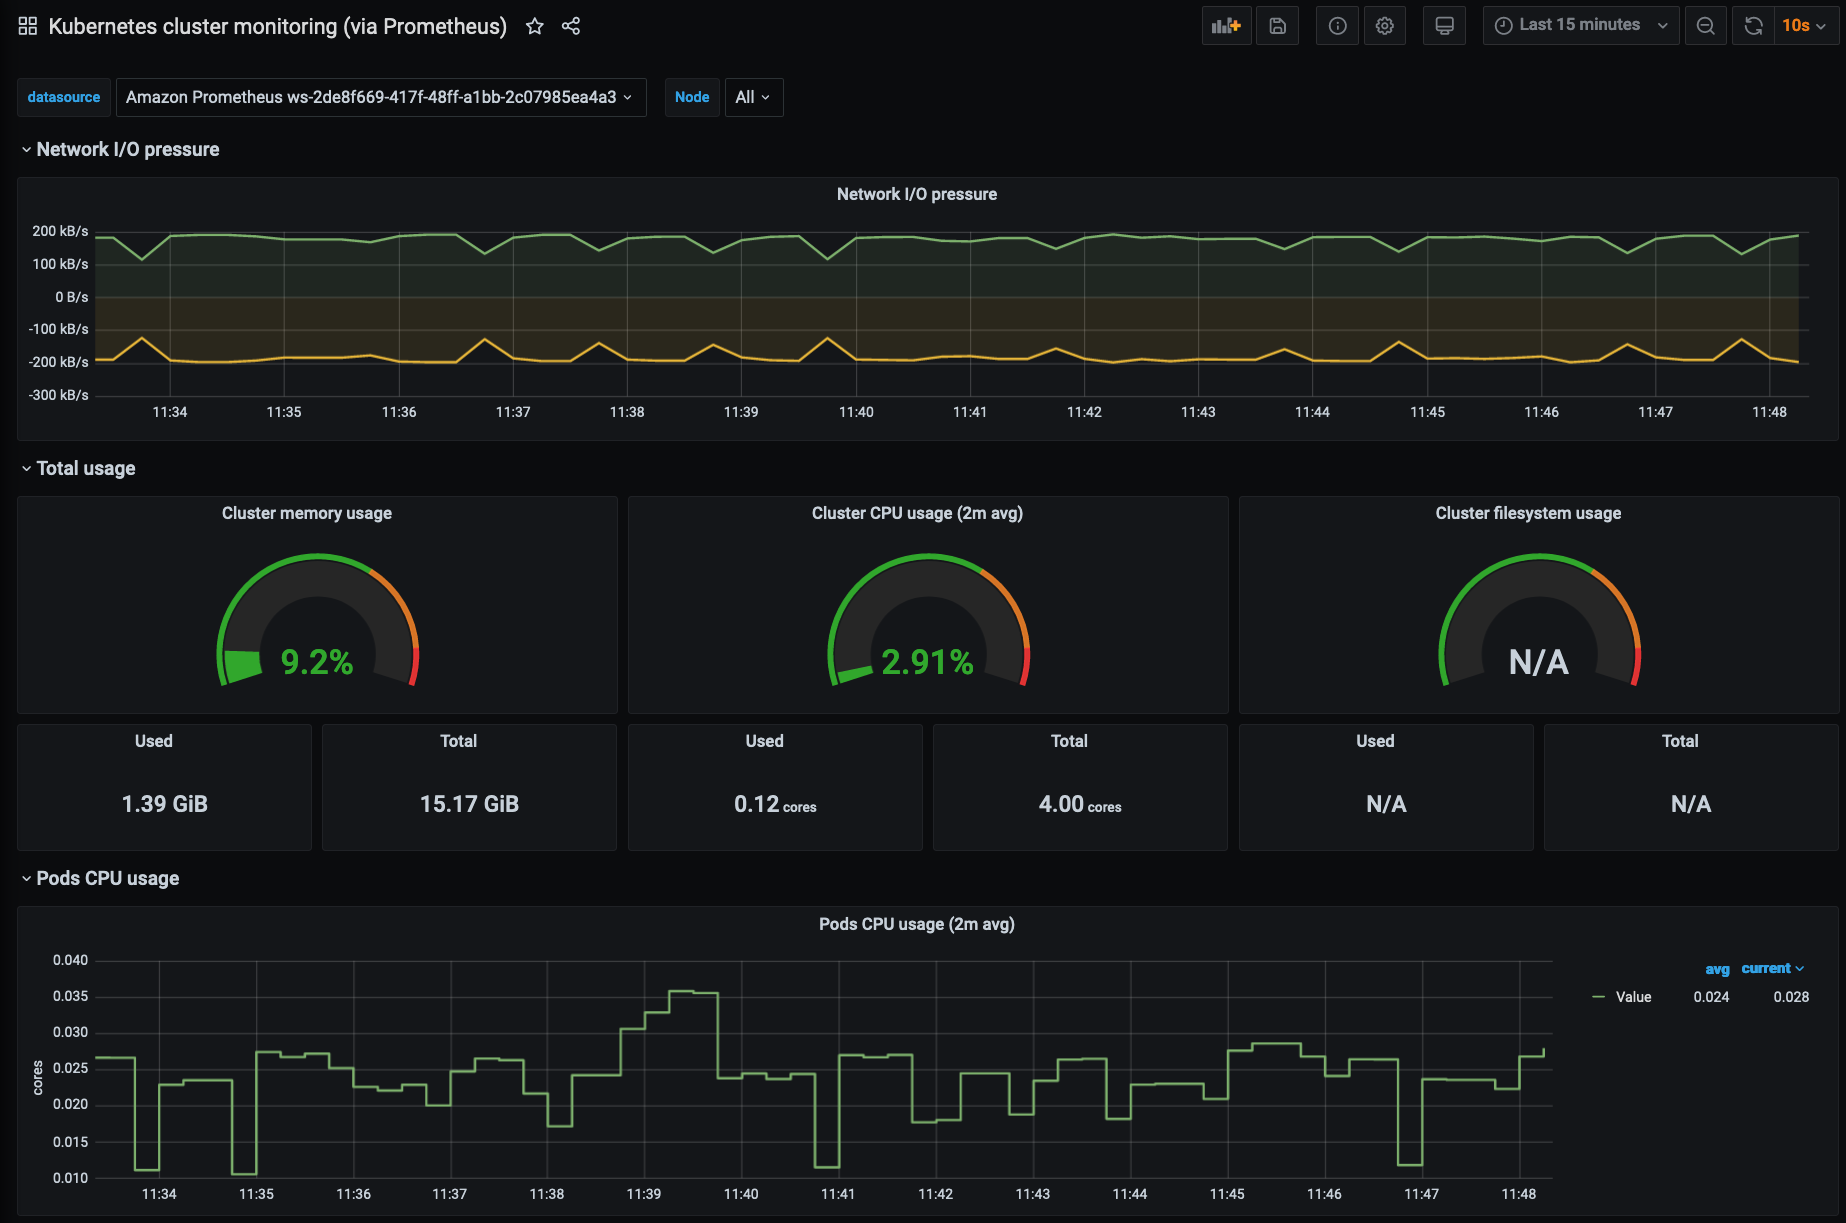 Kubernetes cluster monitoring (via Prometheus)
Last 15 minutes
10s
datasource Amazon Prometheus ws-2de8f669-417f-48ff-a1bb-2c07985ea4a3 Node All
Network I/O pressure
Network I/O pressure
200 kB/s
100 kB/s
0 B/s
-100 kB/s
-200 kB/s
-300 kB/s
11:34 11:35 11:36 11:37 11:38 11:39 11:40 11:41 11:42 11:43 11:44 11:45 11:46 11:47 11:48
Total usage
Cluster memory usage
9.2%
Cluster CPU usage (2m avg)
2.91%
Cluster filesystem usage
N/A
Used
1.39 GiB
Total
15.17 GiB
Used
0.12 cores
Total
4.00 cores
Used
N/A
Total
N/A
Pods CPU usage
Pods CPU usage (2m avg)
cores
0.040
0.035
0.030
0.025
0.020
0.015
0.010
11:34 11:35 11:36 11:37 11:38 11:39 11:40 11:41 11:42 11:43 11:44 11:45 11:46 11:47 11:48
avg current
Value 0.024 0.028